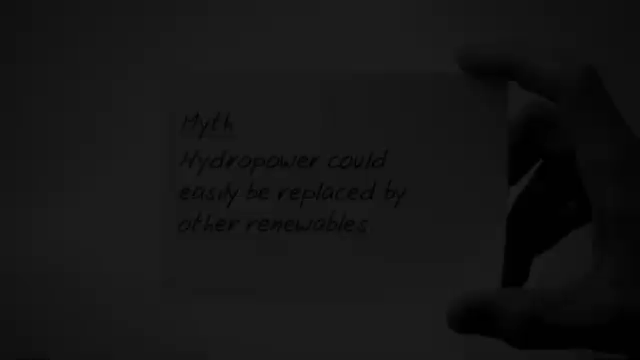 Myth
Hydropower could
easily be replaced by
other renewables